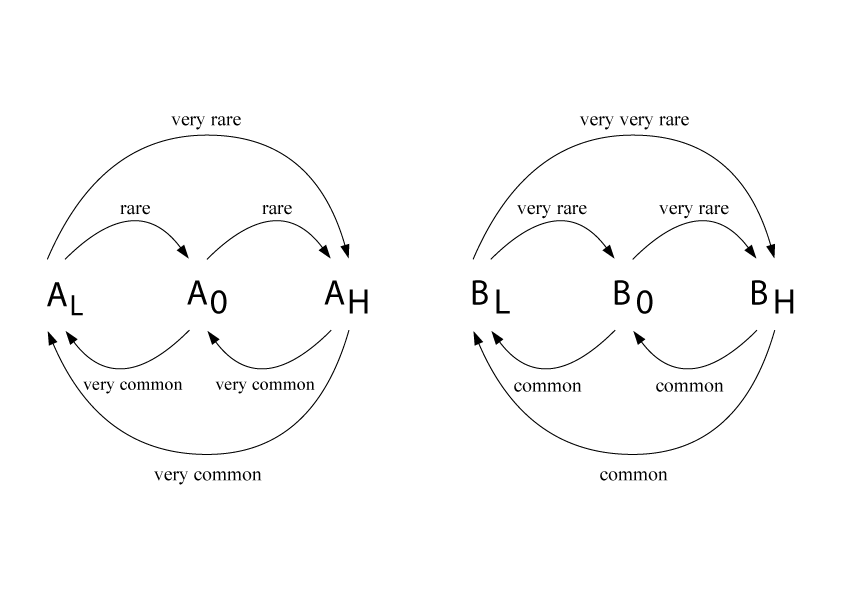 very rare
very very rare
rare
rare
very rare
very rare
AL
A0
AH
BL
B0
BH
very common
very common
common
common
very common
common